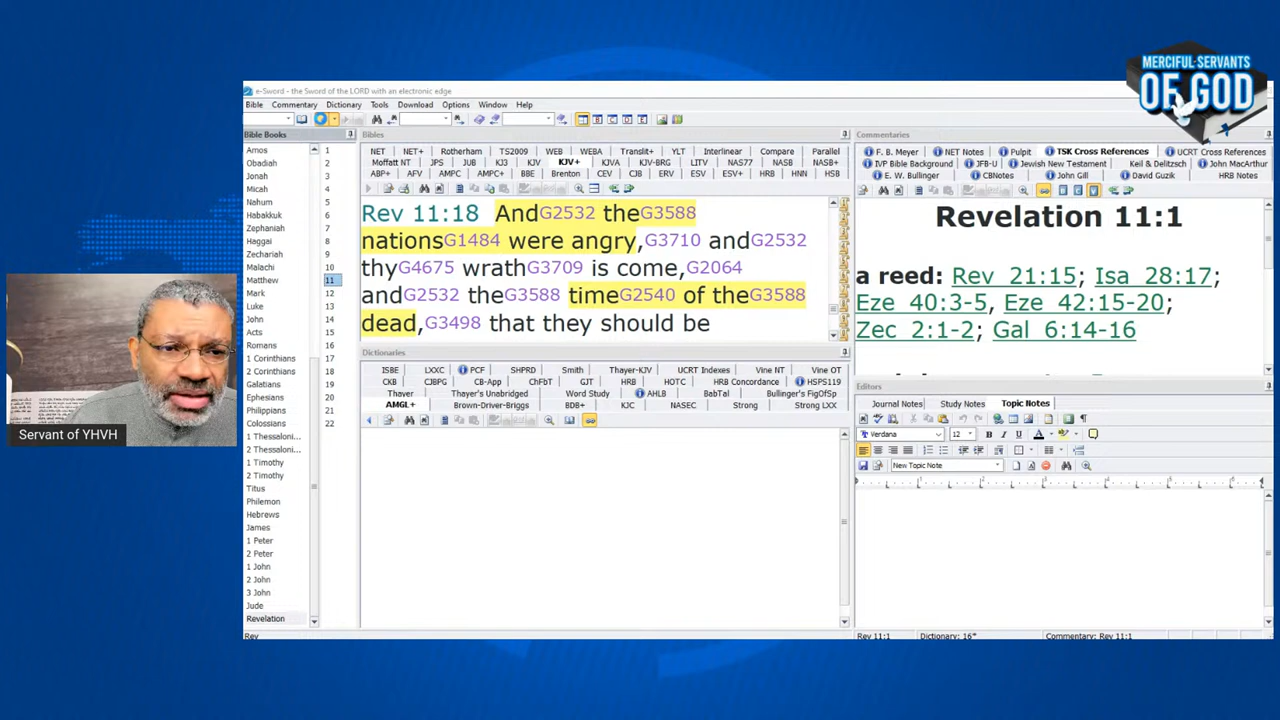 MERCIFUL-SERVANTS
OF GOD
e-Sword - the Sword of the LORD with an electronic edge
Bible Commentary Dictionary Tools Download Options Window Help
Bible Books
Amos
Obadiah
Jonah
Micah
Nahum
Habakkuk
Zephaniah
Haggai
Zechariah
Malachi
Matthew
Mark
Luke
John
Acts
Romans
1 Corinthians
2 Corinthians
Galatians
Ephesians
Philippians
Colossians
1 Thessaloni...
2 Thessaloni...
1 Timothy
2 Timothy
Titus
Philemon
Hebrews
James
1 Peter
2 Peter
1 John
2 John
3 John
Jude
Revelation
1
2
3
4
5
6
7
8
9
10
11
12
13
14
15
16
17
18
19
20
21
22
Bibles
NET NET+ Rotherham TS2009 WEB WEBA Translit+ YLT Interlinear Compare Parallel
Moffatt NT JPS JUB KJ3 KJV KJV+ KJVA KJV-BRG LITV NAS77 NASB NASB+
ABP+ AMPC AMPC+ BBE Brenton CEV CJB ERV ESV ESV+ HRB HNN HSB
Rev 11:18 AndG2532 theG3588
nationsG1484 were angry,G3710 andG2532
thyG4675 wrathG3709 is come,G2064
andG2532 theG3588 timeG2540 of theG3588
dead,G3498 that they should be
Dictionaries
ISBE LXXC PCF SHPRD Smith Thayer-KJV UCRT Indexes Vine NT Vine OT
CKB CJBPG CB-App ChFbT GJT HRB HOTC HRB Concordance HSPS119
Thayer Thayer's Unabridged Word Study AHLB BabTal Bullinger's FigOfSp
AMGL+ Brown-Driver-Briggs BDB+ KJC NASEC Strong Strong LXX
Commentaries
F. B. Meyer NET Notes Pulpit TSK Cross References UCRT Cross References
IVP Bible Background JFB-U Jewish New Testament Keil & Delitzsch John MacArthur
E. W. Bullinger CBNotes John Gill David Guzik HRB Notes
Revelation 11:1
a reed: Rev 21:15; Isa 28:17;
Eze 40:3-5, Eze 42:15-20;
Zec 2:1-2; Gal 6:14-16
Editors
Journal Notes Study Notes Topic Notes
Verdana 12
New Topic Note
Rev Rev 11:1 Dictionary: 16* Commentary: Rev 11:1
Servant of YHVH